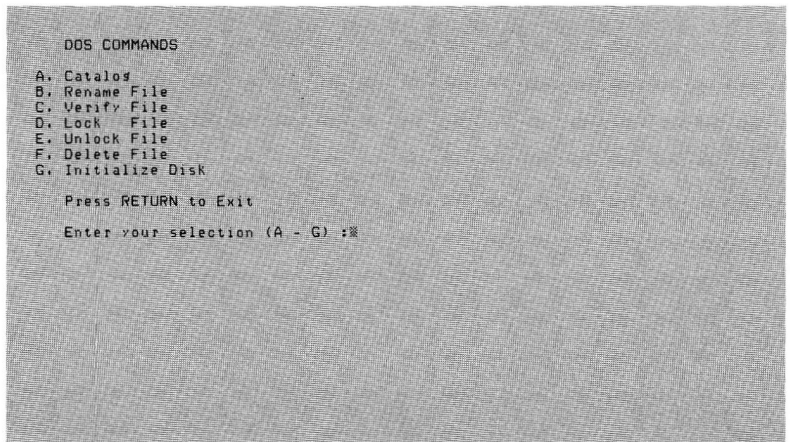 DOS COMMANDS
A. Catalog
B. Rename File
C. Verify File
D. Lock   File
E. Unlock File
F. Delete File
G. Initialize Disk
Press RETURN to Exit
Enter your selection (A - G) :